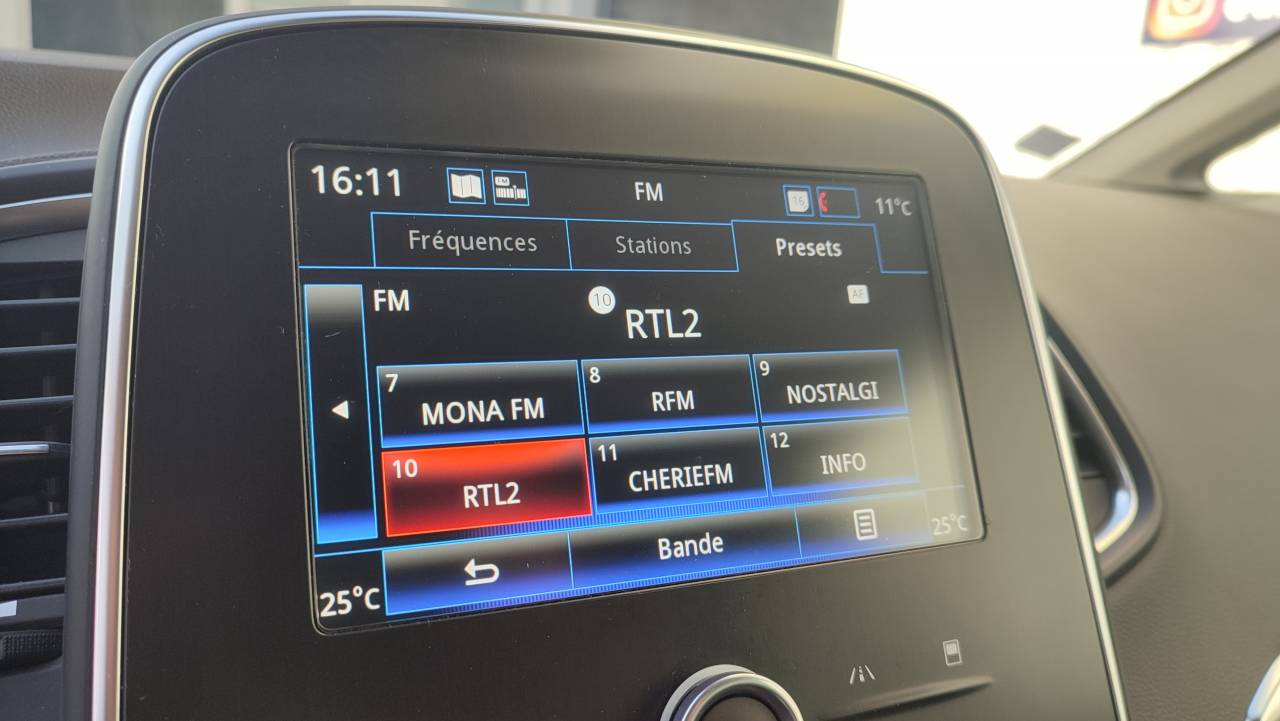 16:11 FM 16 11°C
Fréquences Stations Presets
FM 10 AF
RTL2
7 8 9
MONA FM RFM NOSTALGI
10 11 12
RTL2 CHERIEFM INFO
Bande
25°C 25°C